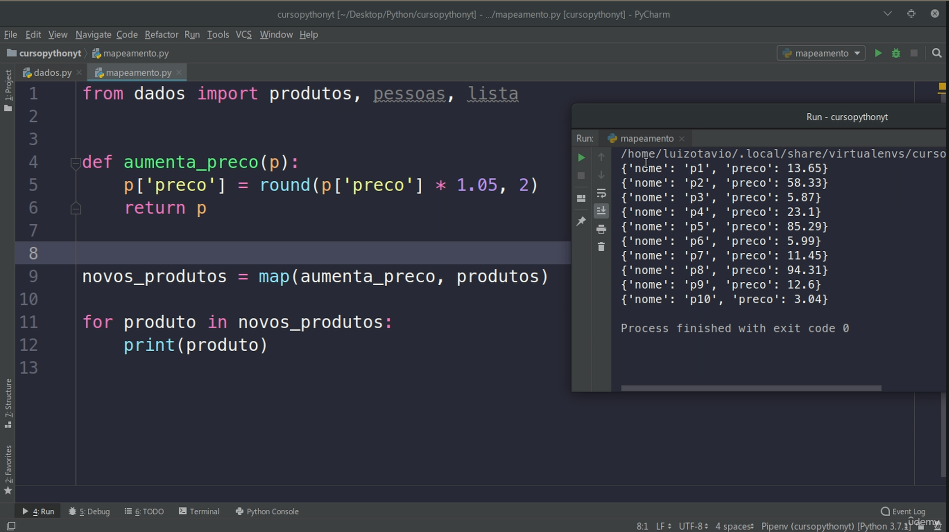 cursopythonyt [~/Desktop/Python/cursopythonyt] - .../mapeamento.py [cursopythonyt] - PyCharm
File Edit View Navigate Code Refactor Run Tools VCS Window Help
cursopythonyt mapeamento.py mapeamento
dados.py mapeamento.py
1: Project
1 from dados import produtos, pessoas, lista
2
3
4 def aumenta_preco(p):
5 p['preco'] = round(p['preco'] * 1.05, 2)
6 return p
7
8
9 novos_produtos = map(aumenta_preco, produtos)
10
11 for produto in novos_produtos:
12 print(produto)
13
Run - cursopythonyt
Run: mapeamento
/home/luizotavio/.local/share/virtualenvs/curso
{'nome': 'p1', 'preco': 13.65}
{'nome': 'p2', 'preco': 58.33}
{'nome': 'p3', 'preco': 5.87}
{'nome': 'p4', 'preco': 23.1}
{'nome': 'p5', 'preco': 85.29}
{'nome': 'p6', 'preco': 5.99}
{'nome': 'p7', 'preco': 11.45}
{'nome': 'p8', 'preco': 94.31}
{'nome': 'p9', 'preco': 12.6}
{'nome': 'p10', 'preco': 3.04}
Process finished with exit code 0
7: Structure
2: Favorites
4: Run 5: Debug 6: TODO Terminal Python Console Event Log
8:1 LF UTF-8 4 spaces Pipenv (cursopythonyt) [Python 3.7.1]
udemy